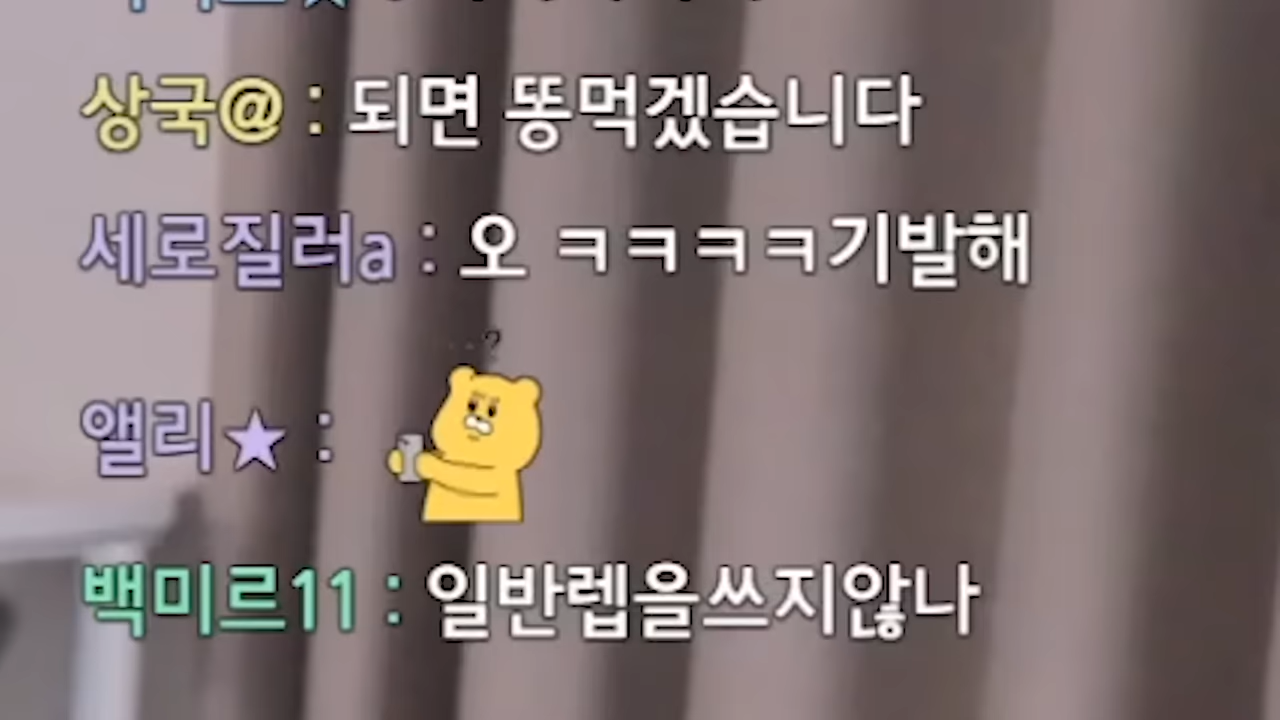 상국@ : 되면 똥먹겠습니다
세로질러a : 오 ㅋㅋㅋㅋ기발해
?
앨리★ :
백미르11 : 일반렙을쓰지않나